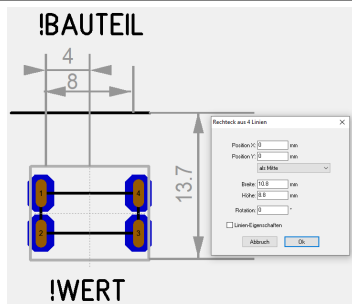 !BAUTEIL
4
8
13.7
1
4
2
3
!WERT
Rechteck aus 4 Linien
Position X: 0 mm
Position Y: 0 mm
als Mitte
Breite: 10.8 mm
Höhe: 8.8 mm
Rotation: 0 °
Linien-Eigenschaften
Abbruch Ok